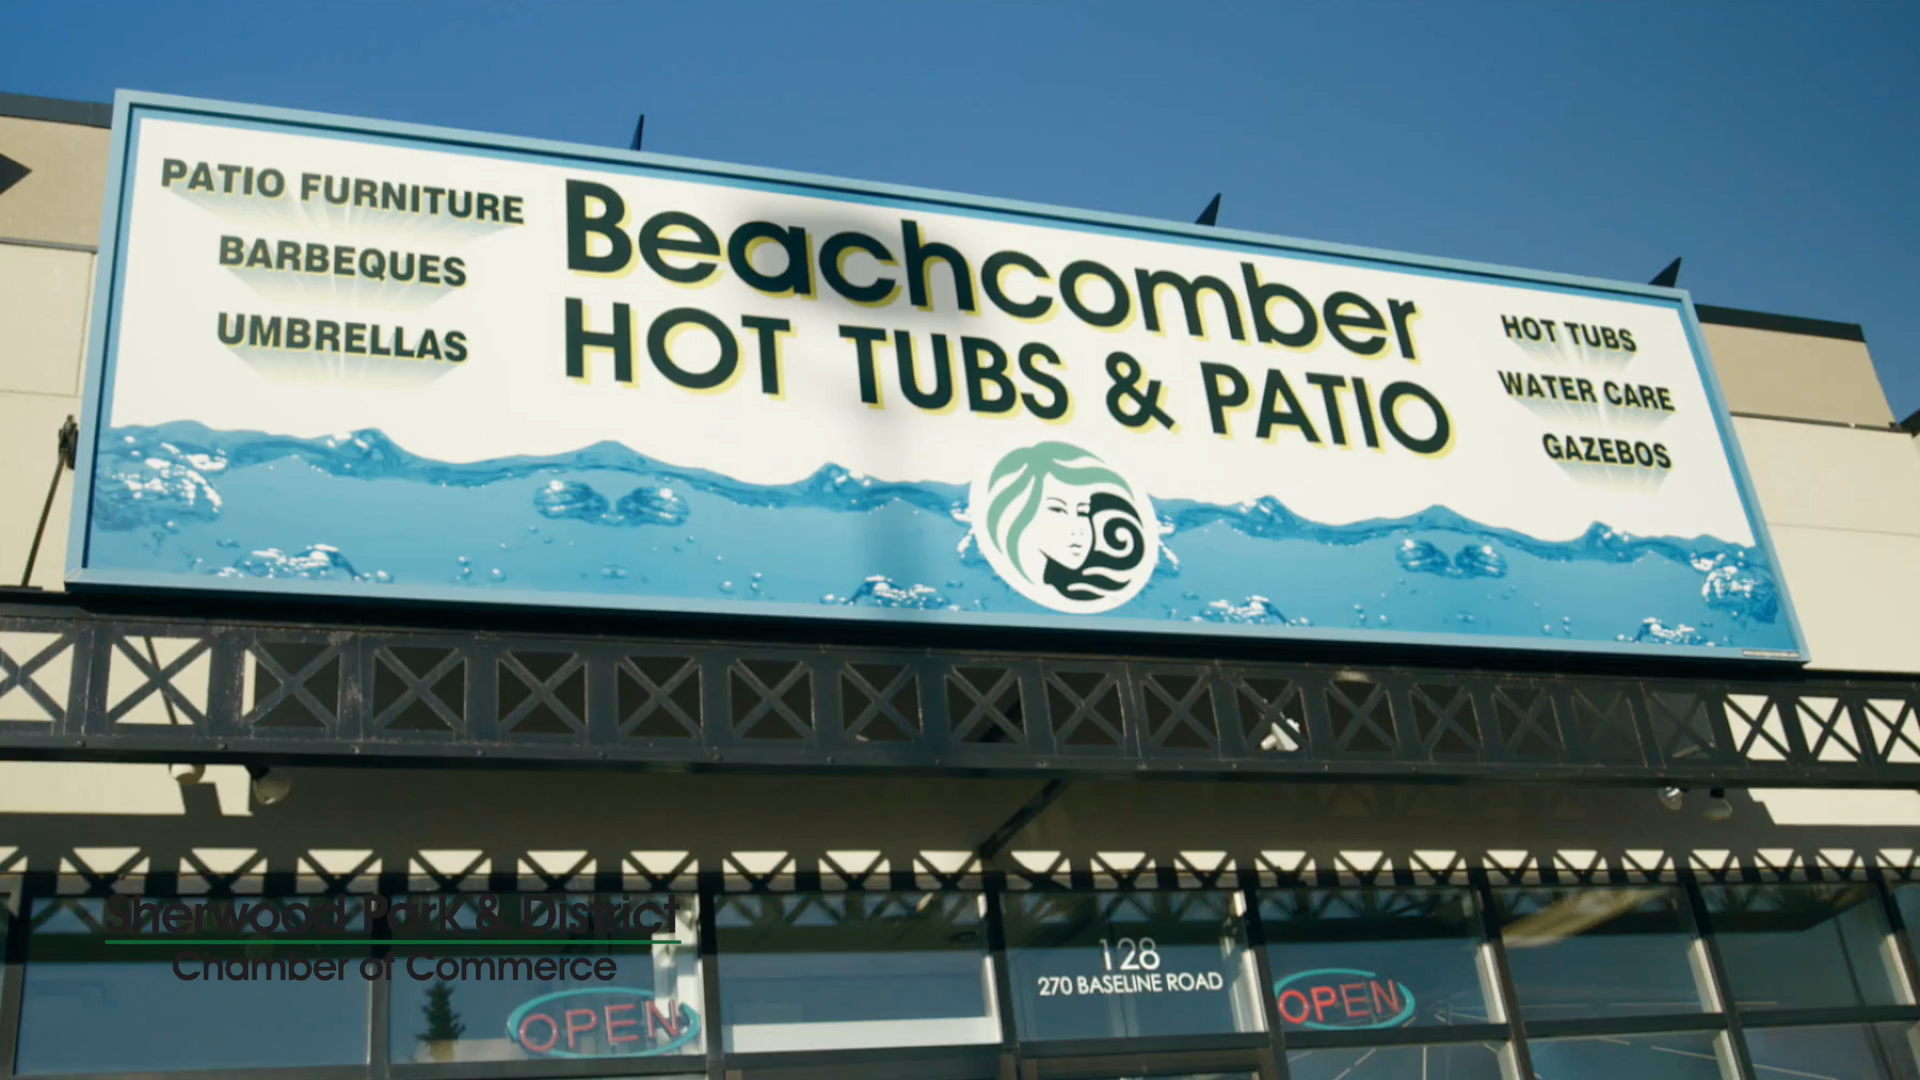 PATIO FURNITURE
BARBEQUES
UMBRELLAS
Beachcomber
HOT TUBS & PATIO
HOT TUBS
WATER CARE
GAZEBOS
Sherwood Park & District
Chamber of Commerce
128
270 BASELINE ROAD
OPEN
OPEN